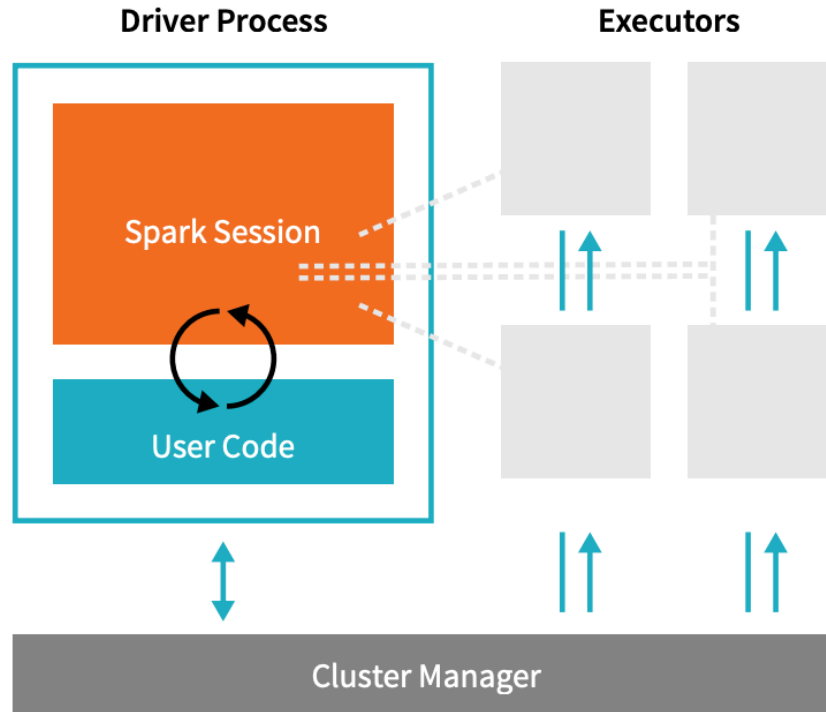 Driver Process
Executors
Spark Session
User Code
Cluster Manager